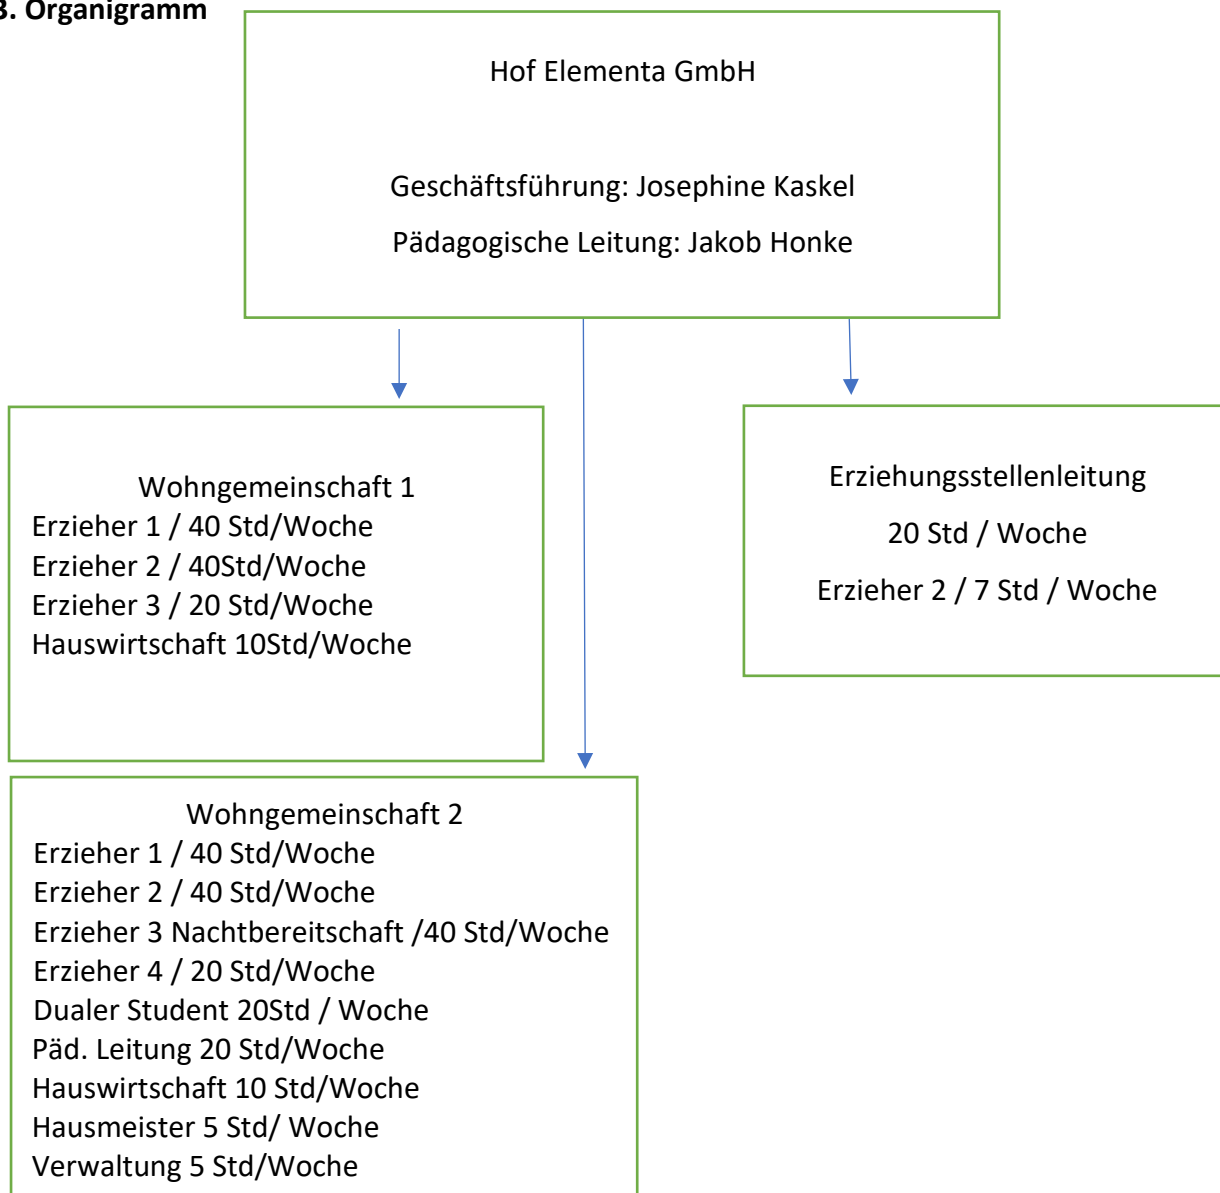 3. Organigramm
Hof Elementa GmbH
Geschäftsführung: Josephine Kaskel
Pädagogische Leitung: Jakob Honke
Wohngemeinschaft 1
Erzieher 1 / 40 Std/Woche
Erzieher 2 / 40Std/Woche
Erzieher 3 / 20 Std/Woche
Hauswirtschaft 10Std/Woche
Erziehungsstellenleitung
20 Std / Woche
Erzieher 2 / 7 Std / Woche
Wohngemeinschaft 2
Erzieher 1 / 40 Std/Woche
Erzieher 2 / 40 Std/Woche
Erzieher 3 Nachtbereitschaft /40 Std/Woche
Erzieher 4 / 20 Std/Woche
Dualer Student 20Std / Woche
Päd. Leitung 20 Std/Woche
Hauswirtschaft 10 Std/Woche
Hausmeister 5 Std/ Woche
Verwaltung 5 Std/Woche